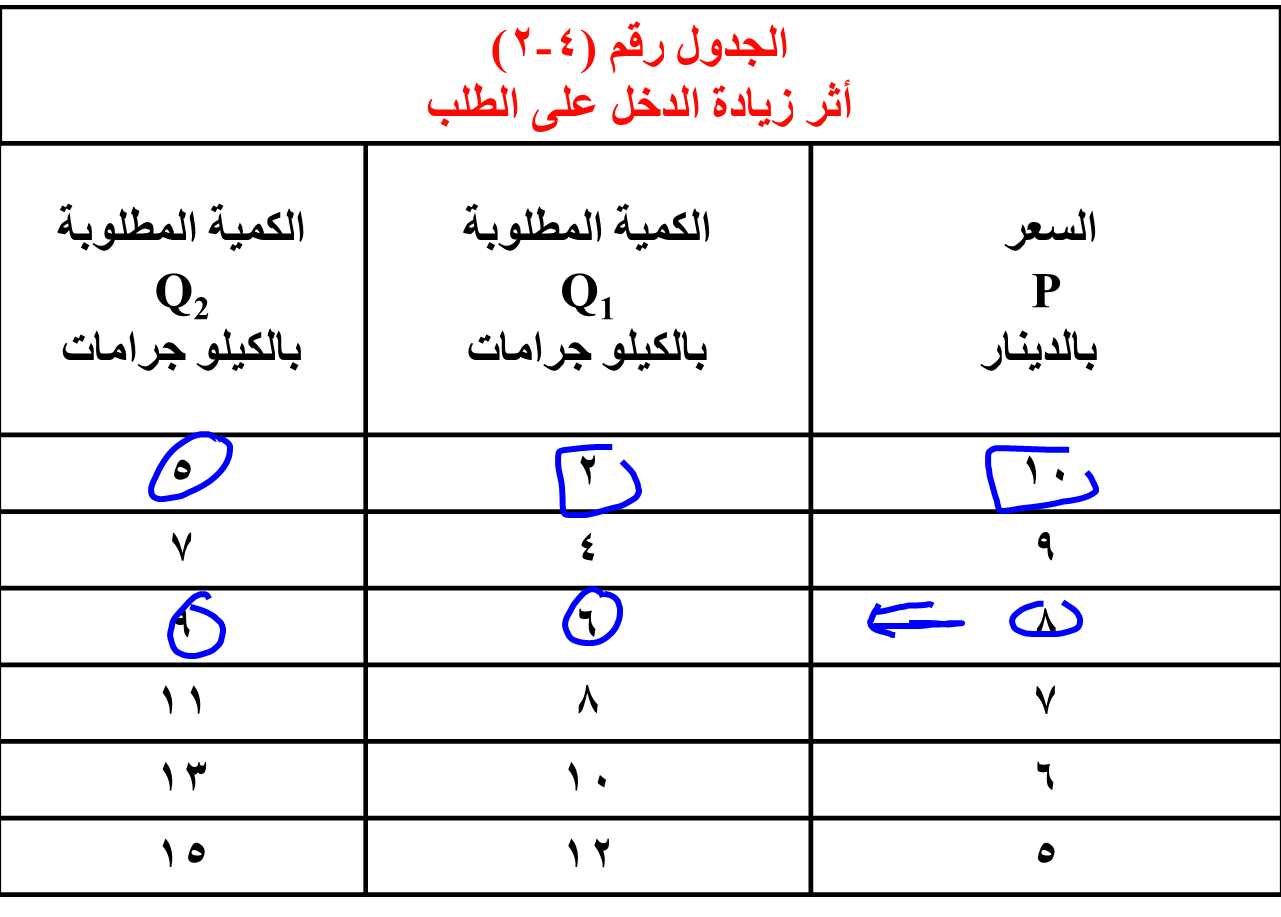 الجدول رقم (٤-٢)
أثر زيادة الدخل على الطلب
السعر
P
بالدينار
الكمية المطلوبة
Q₁
بالكيلو جرامات
الكمية المطلوبة
Q₂
بالكيلو جرامات
١٠ ٢ ٥
٩ ٤ ٧
٨ ٦ ٩
٧ ٨ ١١
٦ ١٠ ١٣
٥ ١٢ ١٥